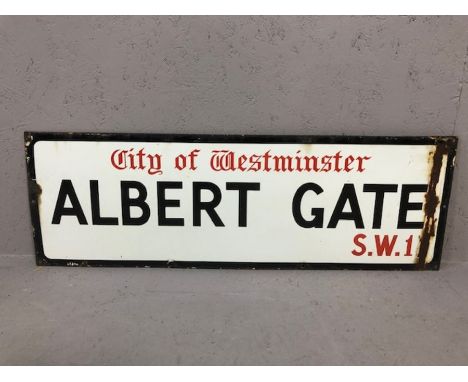 City of Westminster
ALBERT GATE
S.W.1